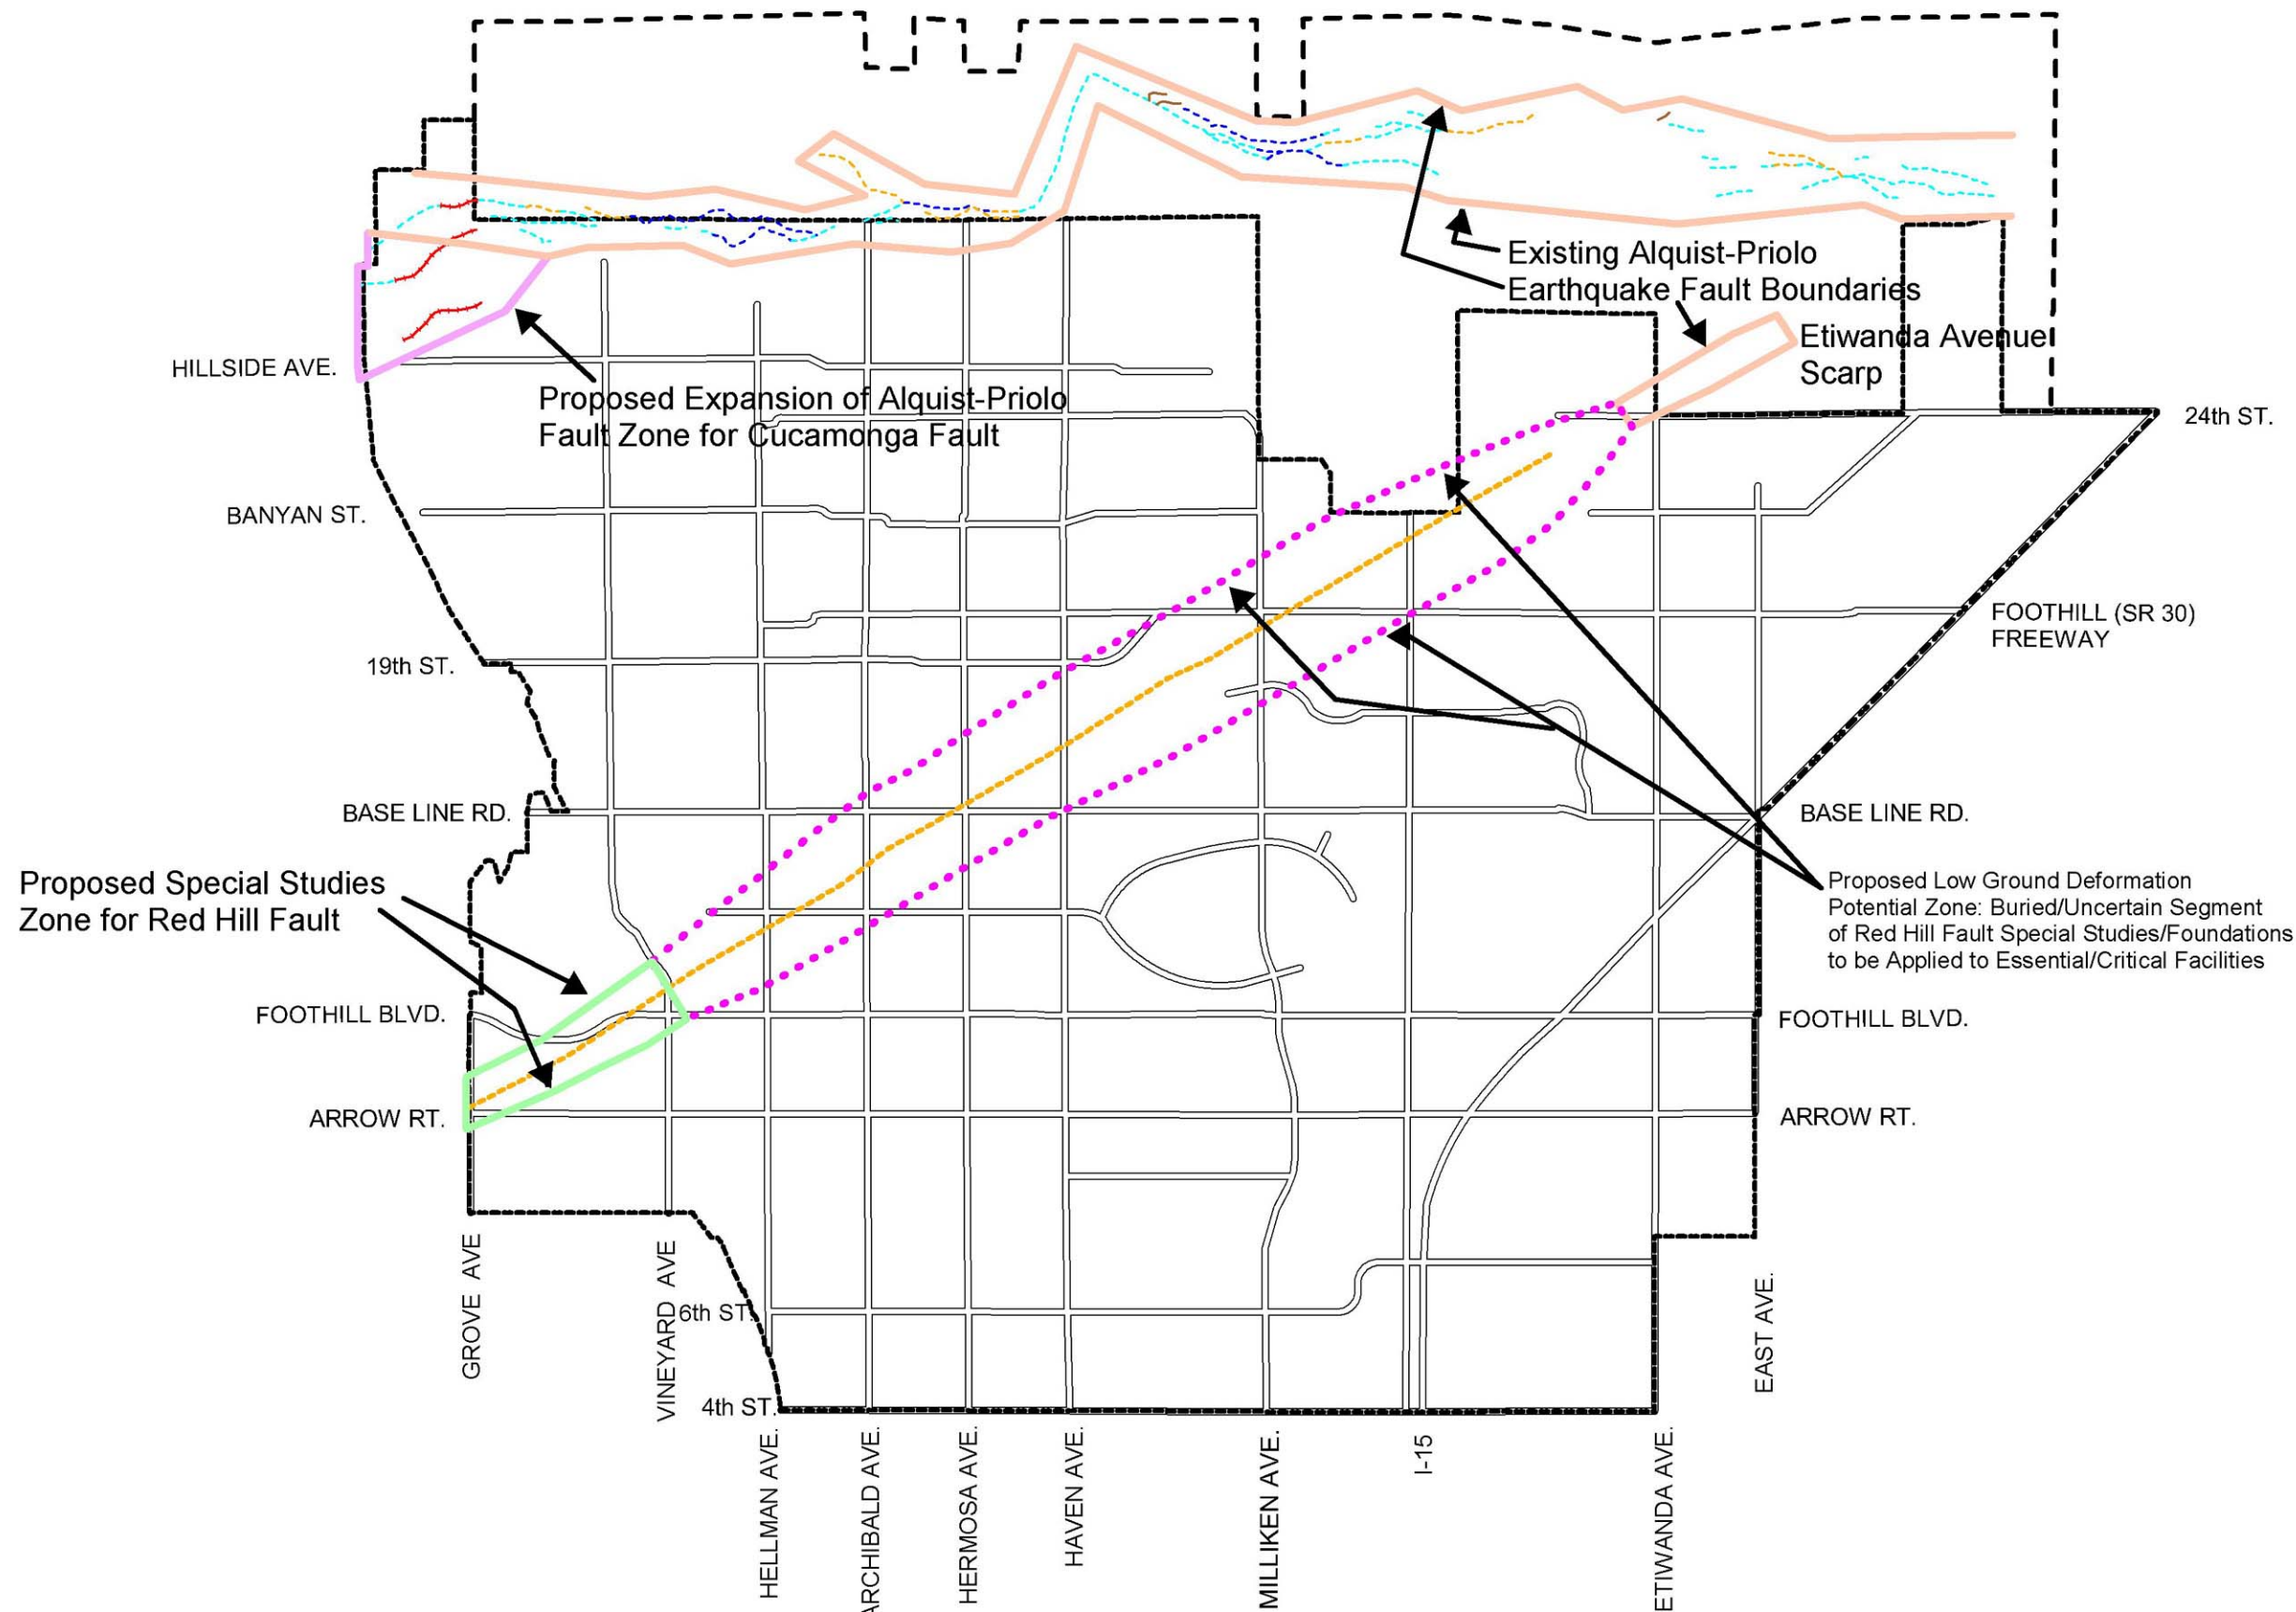 Existing Alquist-Priolo
Earthquake Fault Boundaries
Etiwanda Avenue
Scarp
HILLSIDE AVE.
Proposed Expansion of Alquist-Priolo
Fault Zone for Cucamonga Fault
24th ST.
BANYAN ST.
FOOTHILL (SR 30)
FREEWAY
19th ST.
BASE LINE RD.
BASE LINE RD.
Proposed Special Studies
Zone for Red Hill Fault
Proposed Low Ground Deformation
Potential Zone: Buried/Uncertain Segment
of Red Hill Fault Special Studies/Foundations
to be Applied to Essential/Critical Facilities
FOOTHILL BLVD.
FOOTHILL BLVD.
ARROW RT.
ARROW RT.
GROVE AVE
VINEYARD AVE
6th ST.
EAST AVE.
4th ST.
HELLMAN AVE.
ARCHIBALD AVE.
HERMOSA AVE.
HAVEN AVE.
MILLIKEN AVE.
I-15
ETIWANDA AVE.